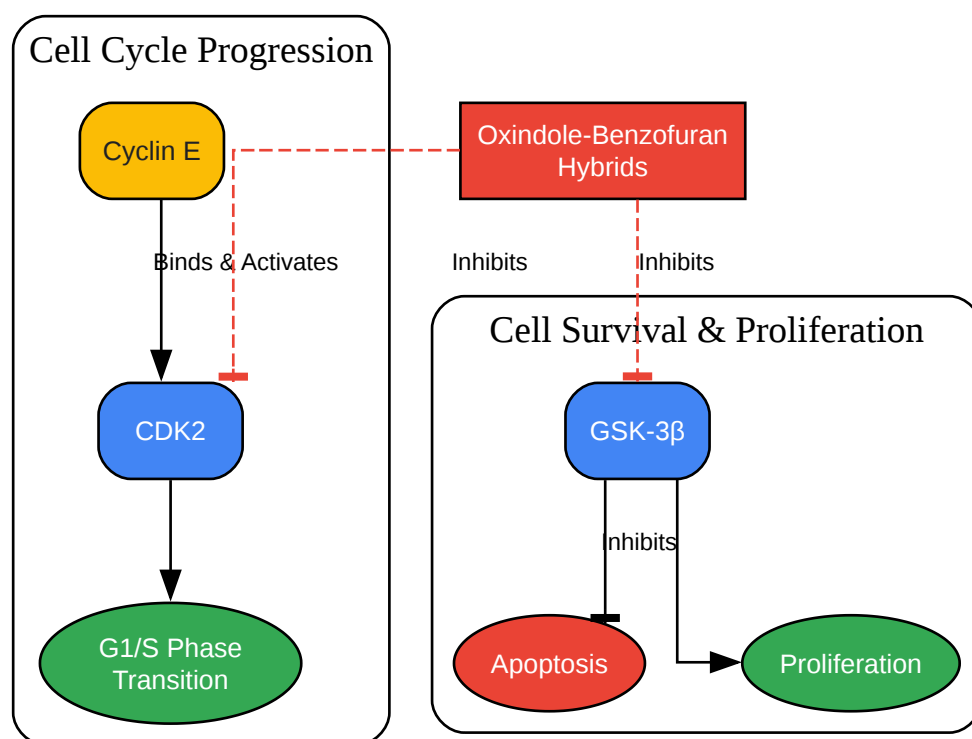 Cell Cycle Progression
Cyclin E
Oxindole-Benzofuran
Hybrids
Binds & Activates
Inhibits
Inhibits
Cell Survival & Proliferation
CDK2
GSK-3β
Inhibits
G1/S Phase
Transition
Apoptosis
Proliferation